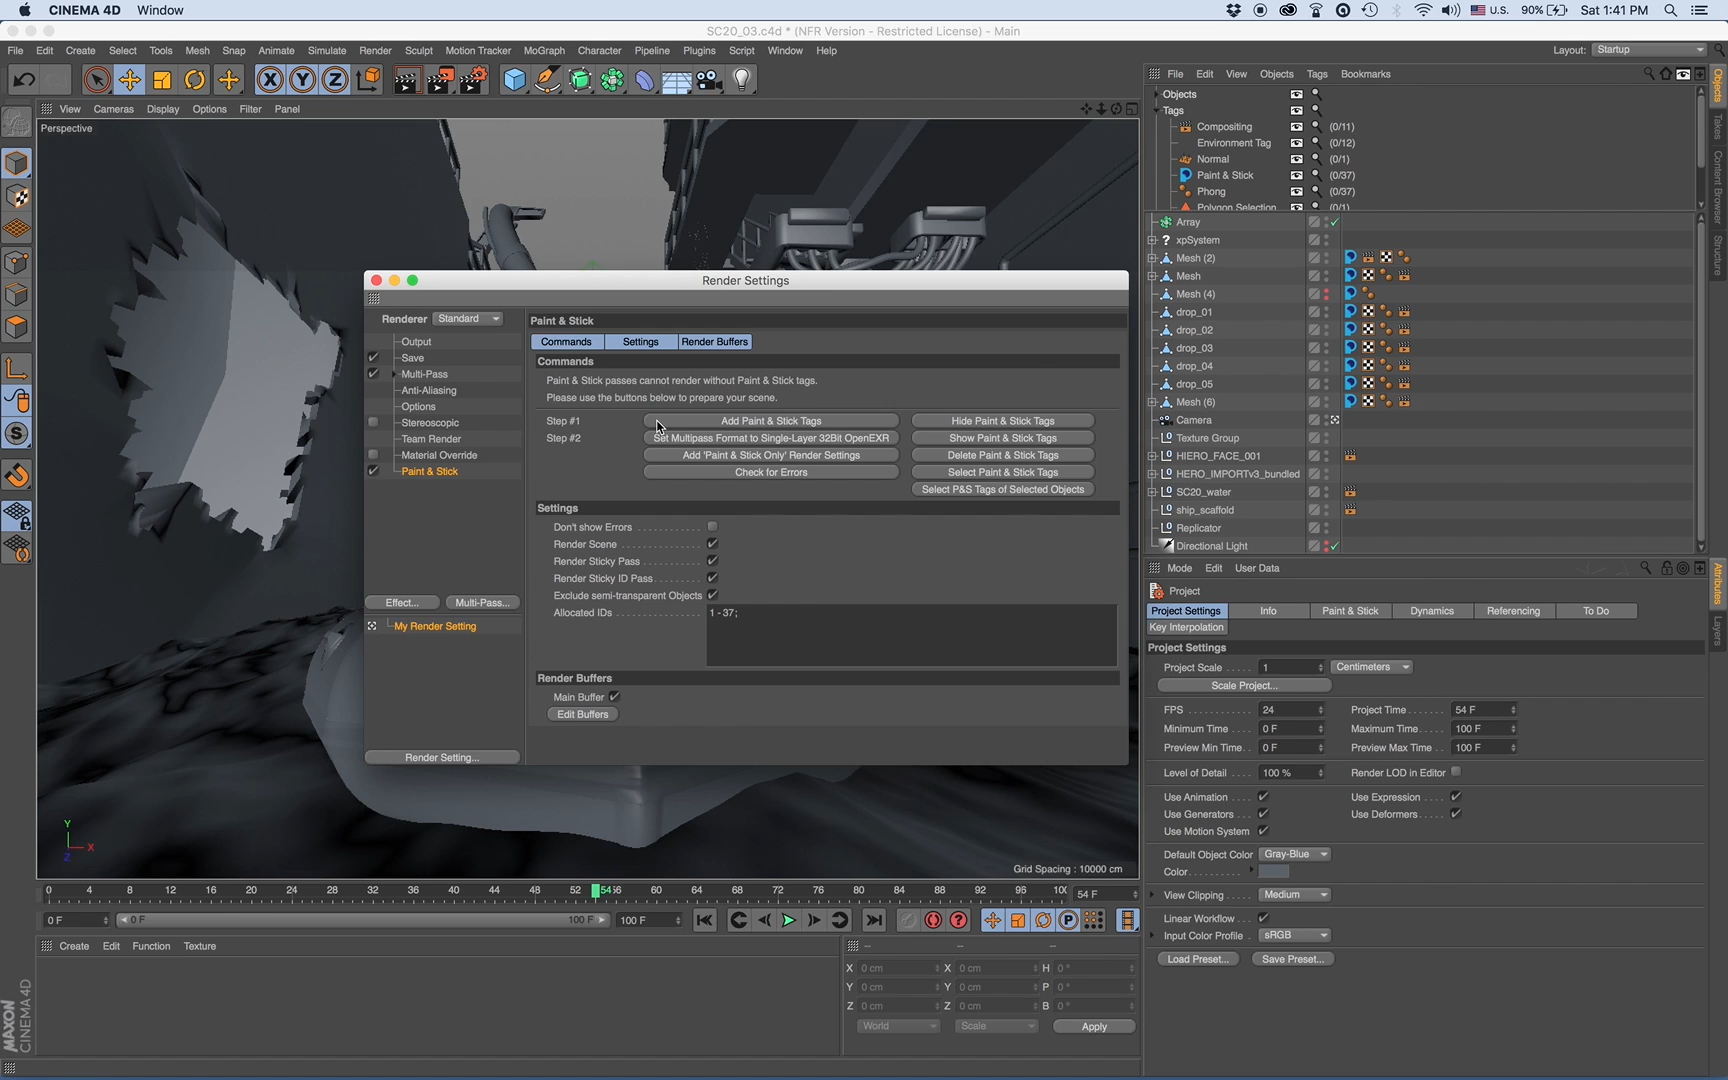 CINEMA 4D Window
U.S. 90% Sat 1:41 PM
SC20_03.c4d * (NFR Version - Restricted License) - Main
File Edit Create Select Tools Mesh Snap Animate Simulate Render Sculpt Motion Tracker MoGraph Character Pipeline Plugins Script Window Help
Layout: Startup
View Cameras Display Options Filter Panel
Perspective
File Edit View Objects Tags Bookmarks
Objects
Tags
Compositing (0/11)
Environment Tag (0/12)
Normal (0/1)
Paint & Stick (0/37)
Phong (0/37)
Polygon Selection (0/1)
Array
xpSystem
Mesh (2)
Mesh
Mesh (4)
drop_01
drop_02
drop_03
drop_04
drop_05
Mesh (6)
Camera
Texture Group
HIERO_FACE_001
HERO_IMPORTv3_bundled
SC20_water
ship_scaffold
Replicator
Directional Light
Objects
Takes
Content Browser
Structure
Render Settings
Renderer Standard
Output
Save
Multi-Pass
Anti-Aliasing
Options
Stereoscopic
Team Render
Material Override
Paint & Stick
Effect... Multi-Pass...
My Render Setting
Render Setting...
Paint & Stick
Commands Settings Render Buffers
Commands
Paint & Stick passes cannot render without Paint & Stick tags.
Please use the buttons below to prepare your scene.
Step #1 Add Paint & Stick Tags Hide Paint & Stick Tags
Step #2 Set Multipass Format to Single-Layer 32Bit OpenEXR Show Paint & Stick Tags
Add 'Paint & Stick Only' Render Settings Delete Paint & Stick Tags
Check for Errors Select Paint & Stick Tags
Select P&S Tags of Selected Objects
Settings
Don't show Errors
Render Scene
Render Sticky Pass
Render Sticky ID Pass
Exclude semi-transparent Objects
Allocated IDs 1 - 37;
Render Buffers
Main Buffer
Edit Buffers
Mode Edit User Data
Project
Project Settings Info Paint & Stick Dynamics Referencing To Do
Key Interpolation
Project Settings
Project Scale 1 Centimeters
Scale Project...
FPS 24 Project Time 54 F
Minimum Time 0 F Maximum Time 100 F
Preview Min Time 0 F Preview Max Time 100 F
Level of Detail 100 % Render LOD in Editor
Use Animation Use Expression
Use Generators Use Deformers
Use Motion System
Default Object Color Gray-Blue
Color
View Clipping Medium
Linear Workflow
Input Color Profile sRGB
Load Preset... Save Preset...
Attributes
Layers
Y
X
Z
Grid Spacing : 10000 cm
0 4 8 12 16 20 24 28 32 36 40 44 48 52 54 56 60 64 68 72 76 80 84 88 92 96 100 54 F
0 F 0 F 100 F 100 F
Create Edit Function Texture
-- -- --
X 0 cm X 0 cm H 0 °
Y 0 cm Y 0 cm P 0 °
Z 0 cm Z 0 cm B 0 °
World Scale Apply
MAXON
CINEMA 4D